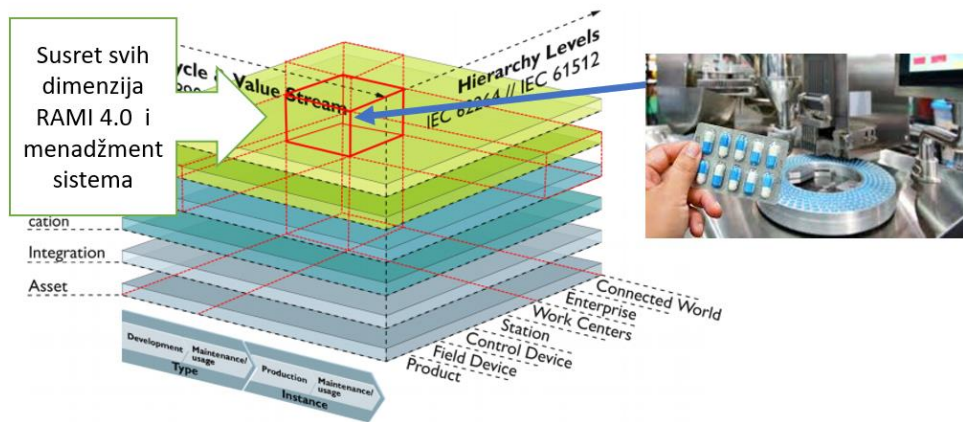 Susret svih
dimenzija
RAMI 4.0 i
menadžment
sistema
Value Stream
Hierarchy Levels
IEC 62264 // IEC 61512
cation
Integration
Asset
Connected World
Enterprise
Work Centers
Station
Control Device
Field Device
Product
Development
Maintenance/
usage
Type
Production
Maintenance/
usage
Instance